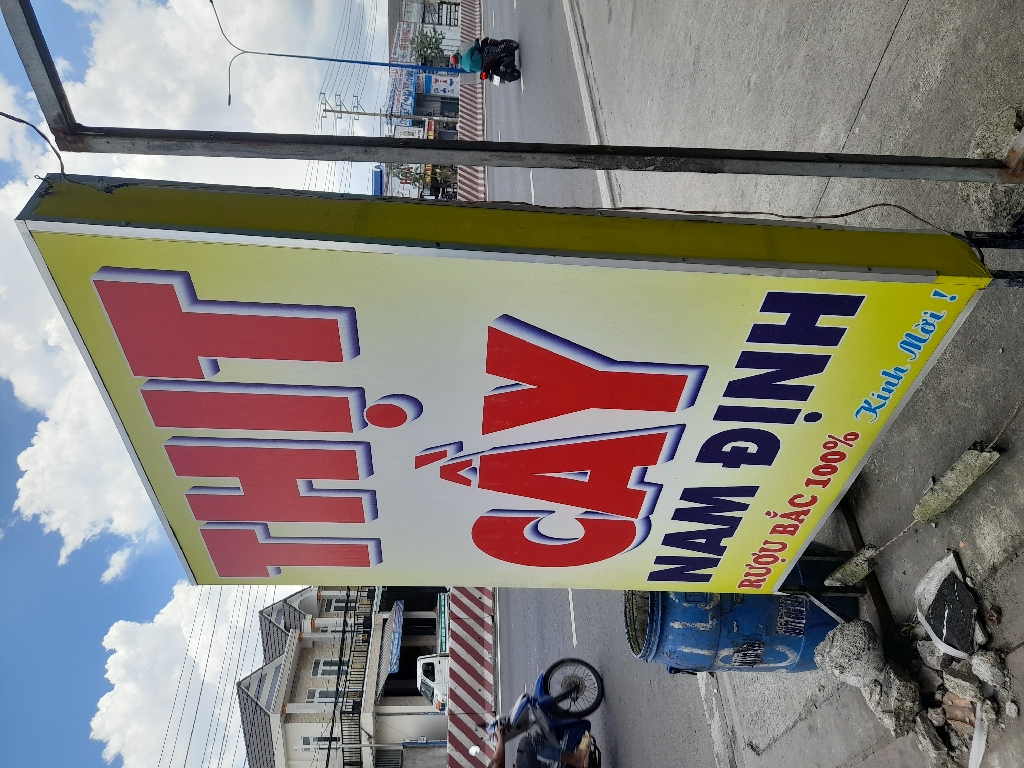 THỊT
CẦY
NAM ĐỊNH
RƯỢU BẮC 100%
Kính Mời !